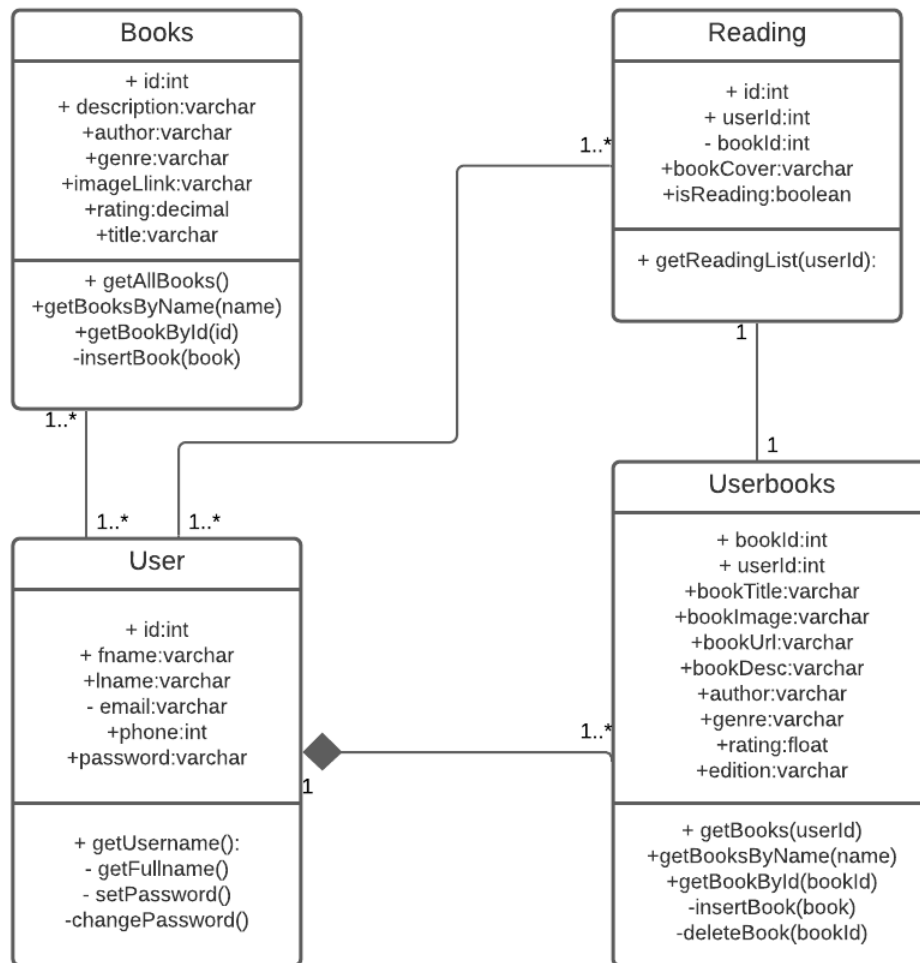 Books
+ id:int
+ description:varchar
+author:varchar
+genre:varchar
+imageLlink:varchar
+rating:decimal
+title:varchar
+ getAllBooks()
+getBooksByName(name)
+getBookById(id)
-insertBook(book)
1..*
1..*
Reading
+ id:int
+ userId:int
- bookId:int
+bookCover:varchar
+isReading:boolean
+ getReadingList(userId):
1..*
1..*
1
1
User
+ id:int
+ fname:varchar
+lname:varchar
- email:varchar
+phone:int
+password:varchar
+ getUsername():
- getFullname()
- setPassword()
-changePassword()
1
1..*
Userbooks
+ bookId:int
+ userId:int
+bookTitle:varchar
+bookImage:varchar
+bookUrl:varchar
+bookDesc:varchar
+author:varchar
+genre:varchar
+rating:float
+edition:varchar
+ getBooks(userId)
+getBooksByName(name)
+getBookById(bookId)
-insertBook(book)
-deleteBook(bookId)